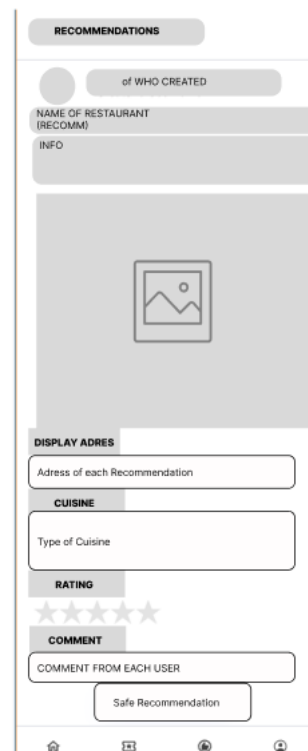 RECOMMENDATIONS
of WHO CREATED
NAME OF RESTAURANT
(RECOMM)
INFO
DISPLAY ADRES
Adress of each Recommendation
CUISINE
Type of Cuisine
RATING
COMMENT
COMMENT FROM EACH USER
Safe Recommendation